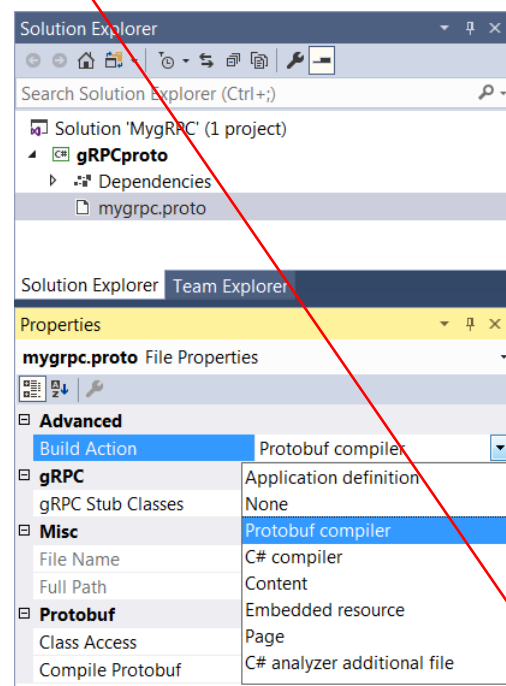 Solution Explorer
Search Solution Explorer (Ctrl+;)
Solution 'MygRPC' (1 project)
C# gRPCproto
Dependencies
mygrpc.proto
Solution Explorer Team Explorer
Properties
mygrpc.proto File Properties
Advanced
Build Action Protobuf compiler
gRPC Application definition
gRPC Stub Classes None
Misc Protobuf compiler
File Name C# compiler
Full Path Content
Protobuf Embedded resource
Class Access Page
Compile Protobuf C# analyzer additional file